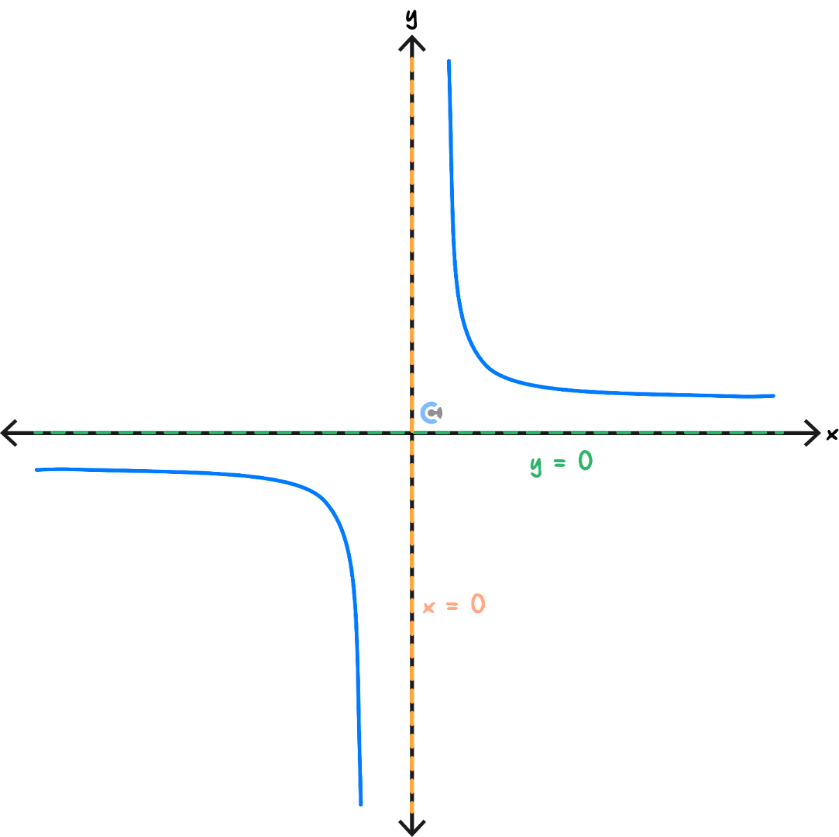 y
x
y = 0
x = 0